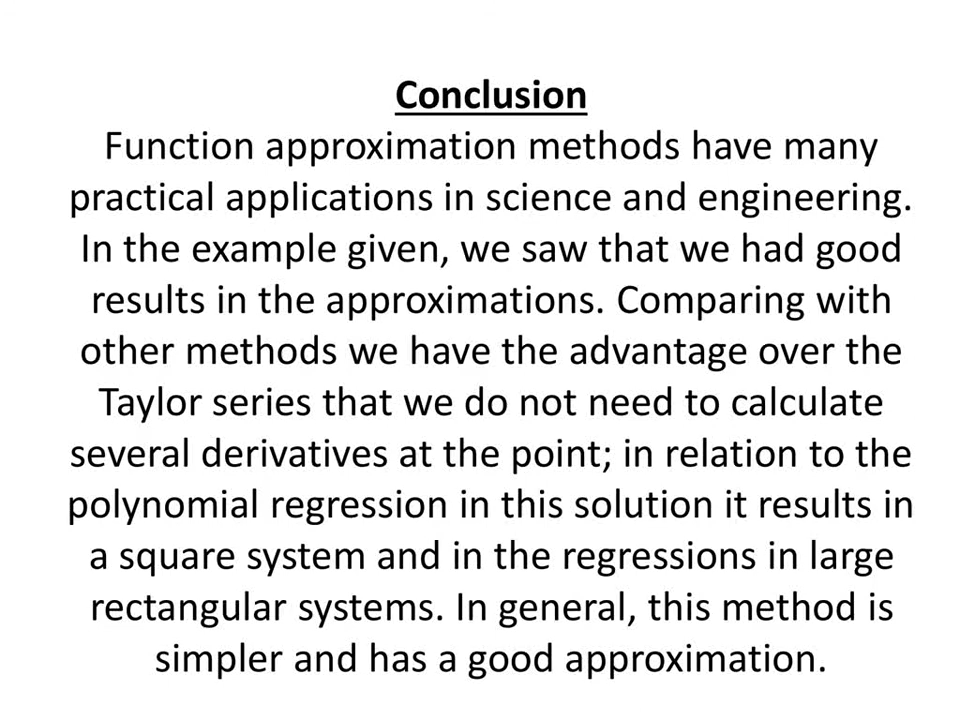 Conclusion
Function approximation methods have many
practical applications in science and engineering.
In the example given, we saw that we had good
results in the approximations. Comparing with
other methods we have the advantage over the
Taylor series that we do not need to calculate
several derivatives at the point; in relation to the
polynomial regression in this solution it results in
a square system and in the regressions in large
rectangular systems. In general, this method is
simpler and has a good approximation.